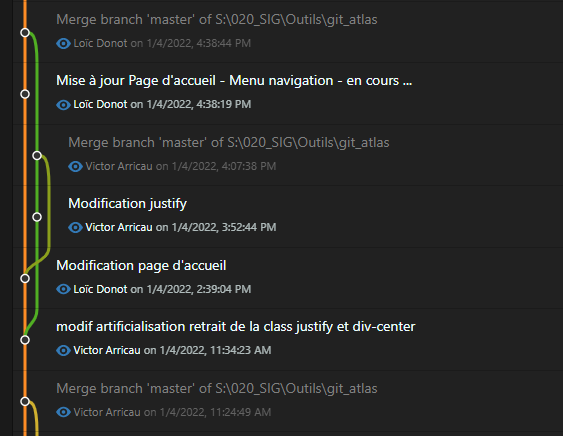 Merge branch 'master' of S:\020_SIG\Outils\git_atlas
Loïc Donot on 1/4/2022, 4:38:44 PM
Mise à jour Page d'accueil - Menu navigation - en cours ...
Loïc Donot on 1/4/2022, 4:38:19 PM
Merge branch 'master' of S:\020_SIG\Outils\git_atlas
Victor Arricau on 1/4/2022, 4:07:38 PM
Modification justify
Victor Arricau on 1/4/2022, 3:52:44 PM
Modification page d'accueil
Loïc Donot on 1/4/2022, 2:39:04 PM
modif artificialisation retrait de la class justify et div-center
Victor Arricau on 1/4/2022, 11:34:23 AM
Merge branch 'master' of S:\020_SIG\Outils\git_atlas
Victor Arricau on 1/4/2022, 11:24:49 AM